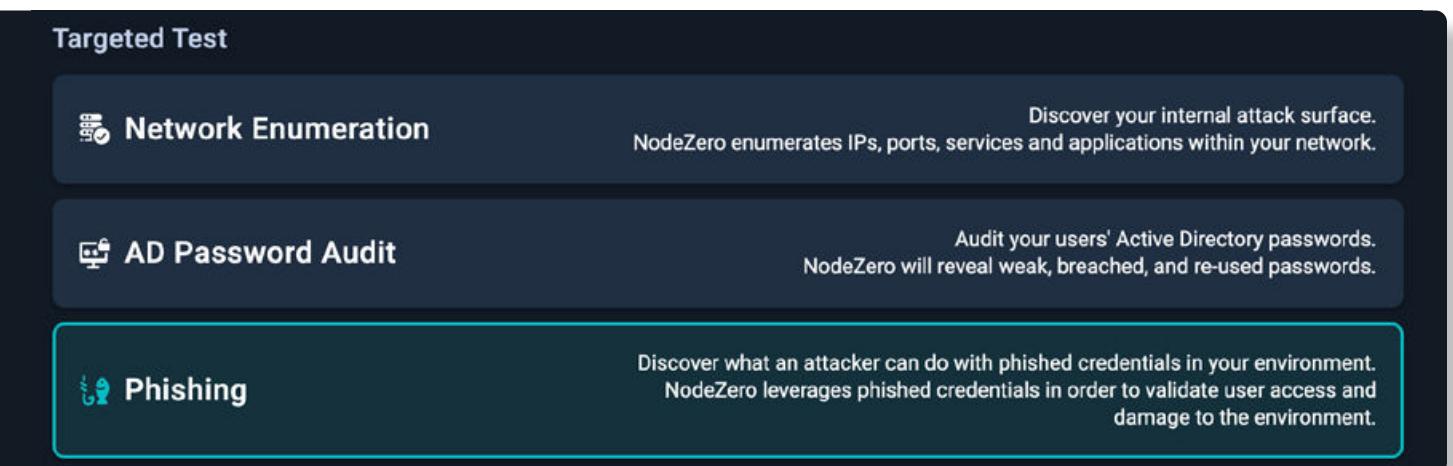 Targeted Test
Network Enumeration
Discover your internal attack surface.
NodeZero enumerates IPs, ports, services and applications within your network.
AD Password Audit
Audit your users' Active Directory passwords.
NodeZero will reveal weak, breached, and re-used passwords.
Phishing
Discover what an attacker can do with phished credentials in your environment.
NodeZero leverages phished credentials in order to validate user access and
damage to the environment.